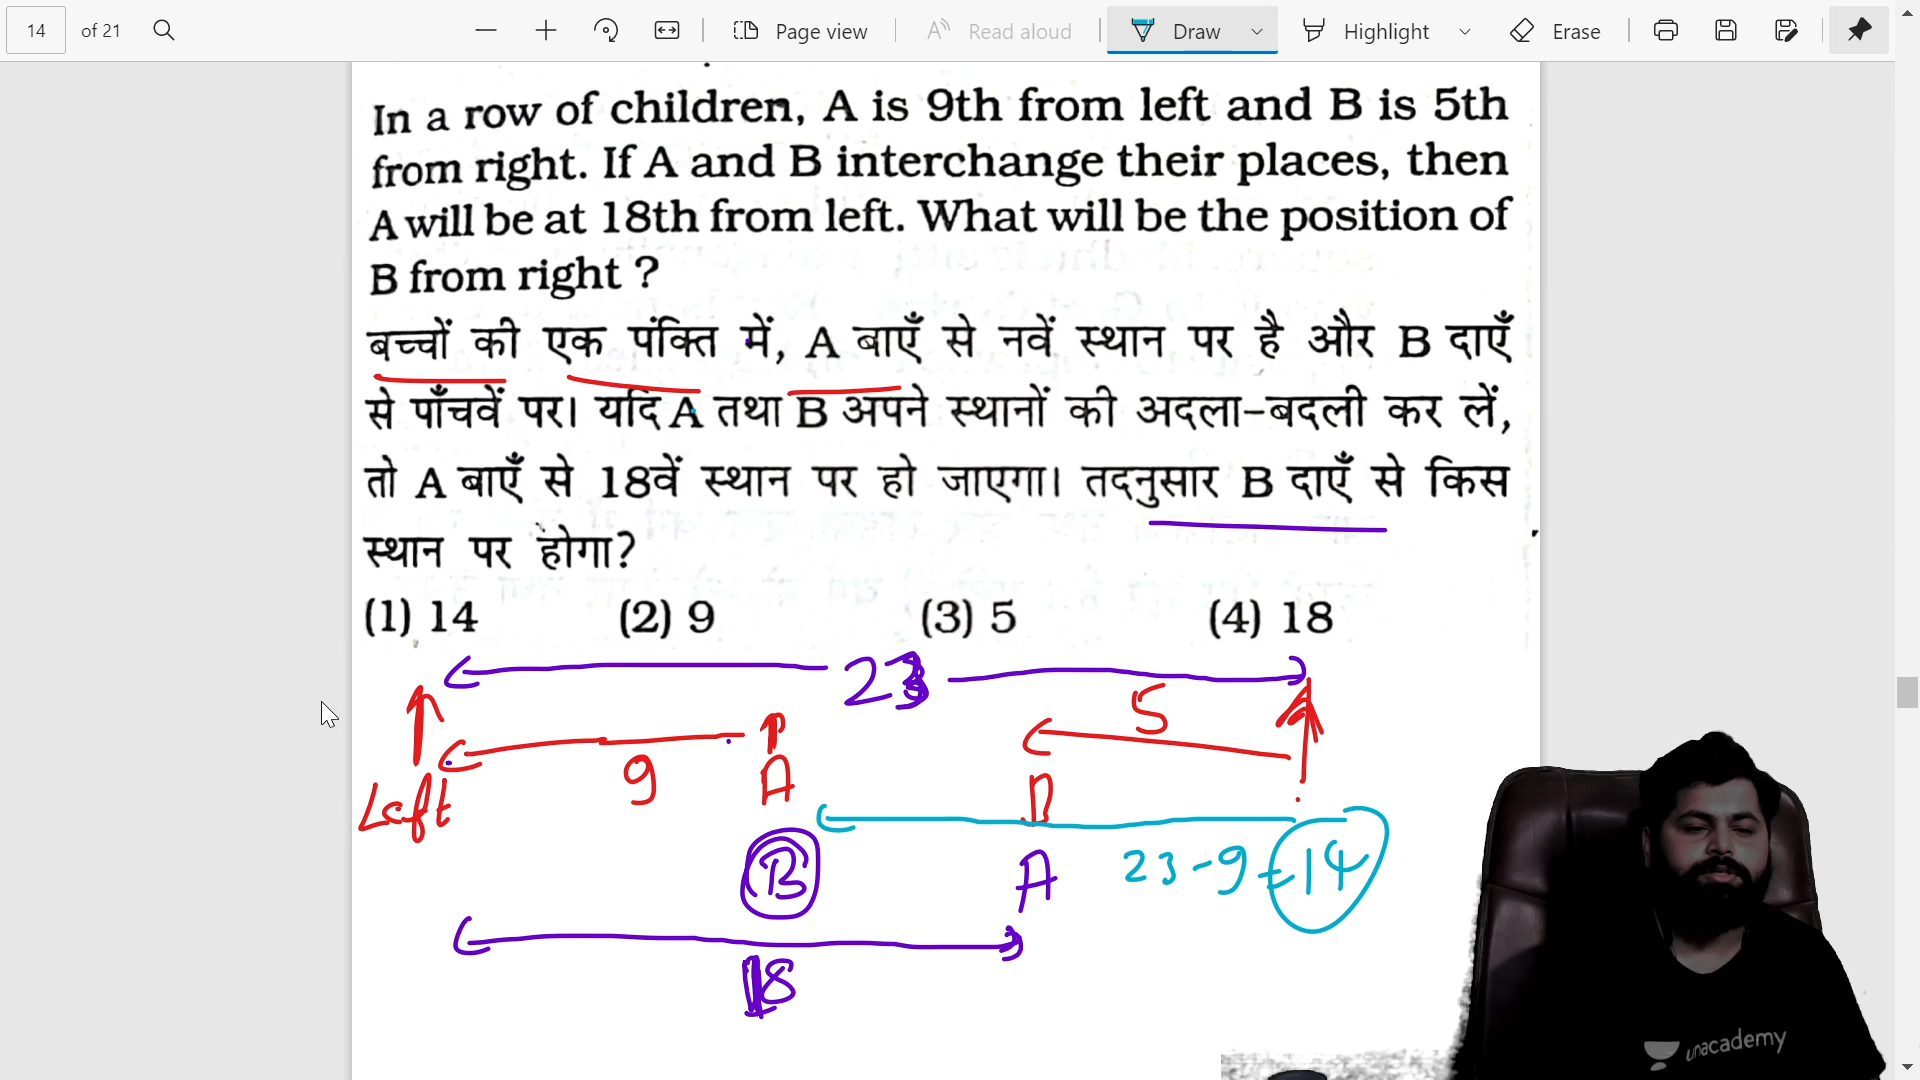 14 of 21 Page view Read aloud Draw Highlight Erase
In a row of children, A is 9th from left and B is 5th
from right. If A and B interchange their places, then
A will be at 18th from left. What will be the position of
B from right ?
बच्चों की एक पंक्ति में, A बाएँ से नवें स्थान पर है और B दाएँ
से पाँचवें पर। यदि A तथा B अपने स्थानों की अदला-बदली कर लें,
तो A बाएँ से 18वें स्थान पर हो जाएगा। तदनुसार B दाएँ से किस
स्थान पर होगा?
(1) 14 (2) 9 (3) 5 (4) 18
23
5
9 A B
Left
B A 23-9=14
18
unacademy